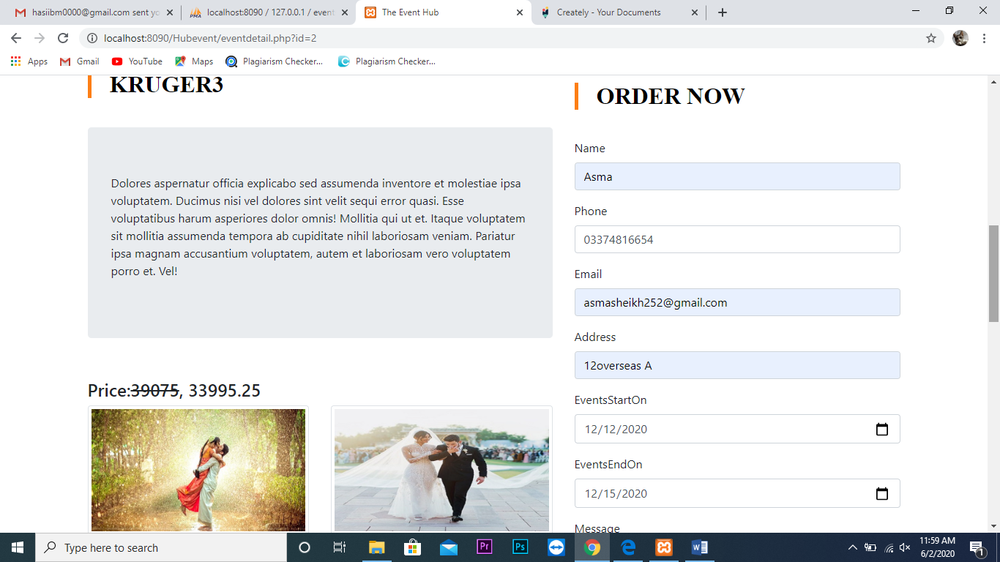 hasiibm0000@gmail.com sent yo
localhost:8090 / 127.0.0.1 / event
The Event Hub
Creately - Your Documents
localhost:8090/Hubevent/eventdetail.php?id=2
Apps
Gmail
YouTube
Maps
Plagiarism Checker...
Plagiarism Checker...
KRUGER3
Dolores aspernatur officia explicabo sed assumenda inventore et molestiae ipsa
voluptatem. Ducimus nisi vel dolores sint velit sequi error quasi. Esse
voluptatibus harum asperiores dolor omnis! Mollitia qui ut et. Itaque voluptatem
sit mollitia assumenda tempora ab cupiditate nihil laboriosam veniam. Pariatur
ipsa magnam accusantium voluptatem, autem et laboriosam vero voluptatem
porro et. Vel!
Price:39075, 33995.25
ORDER NOW
Name
Asma
Phone
03374816654
Email
asmasheikh252@gmail.com
Address
12overseas A
EventsStartOn
12/12/2020
EventsEndOn
12/15/2020
Message
Type here to search
11:59 AM
6/2/2020